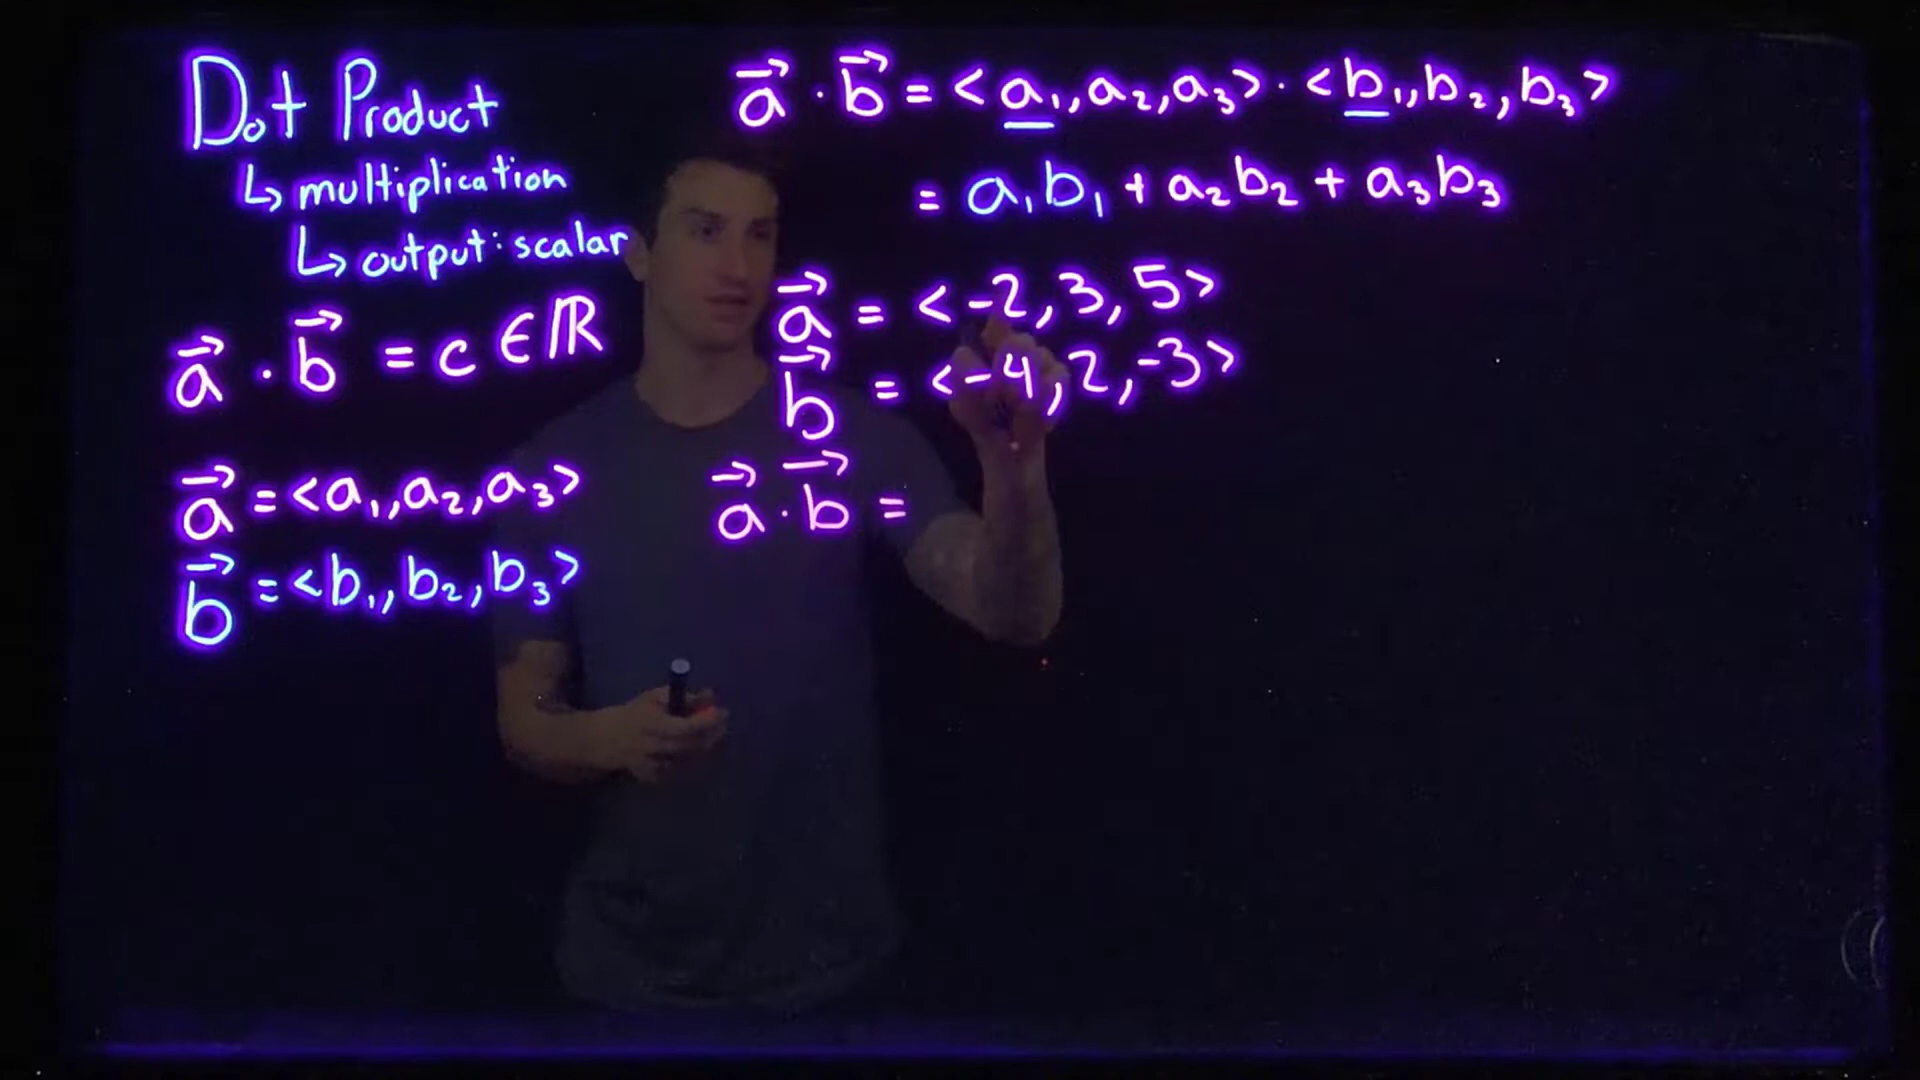 Dot Product
↳ multiplication
↳ output: scalar
a⃗ · b⃗ = c ∈ ℝ
a⃗ = <a₁, a₂, a₃>
b⃗ = <b₁, b₂, b₃>
a⃗ · b⃗ = <a₁, a₂, a₃> · <b₁, b₂, b₃>
= a₁b₁ + a₂b₂ + a₃b₃
a⃗ = <-2, 3, 5>
b⃗ = <-4, 2, -3>
a⃗ · b⃗ =